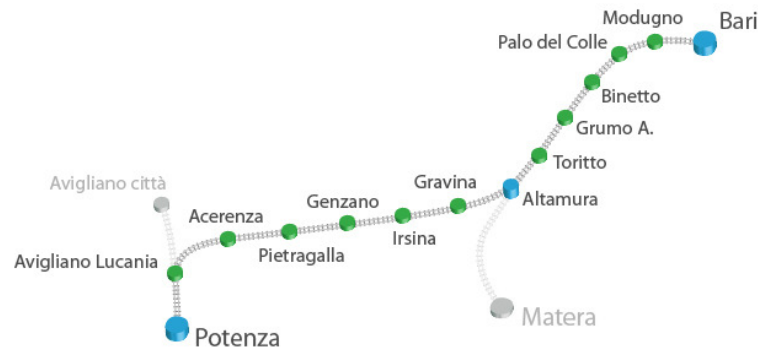 Modugno
Bari
Palo del Colle
Binetto
Grumo A.
Toritto
Avigliano città
Gravina
Genzano
Altamura
Acerenza
Irsina
Pietragalla
Avigliano Lucania
Matera
Potenza